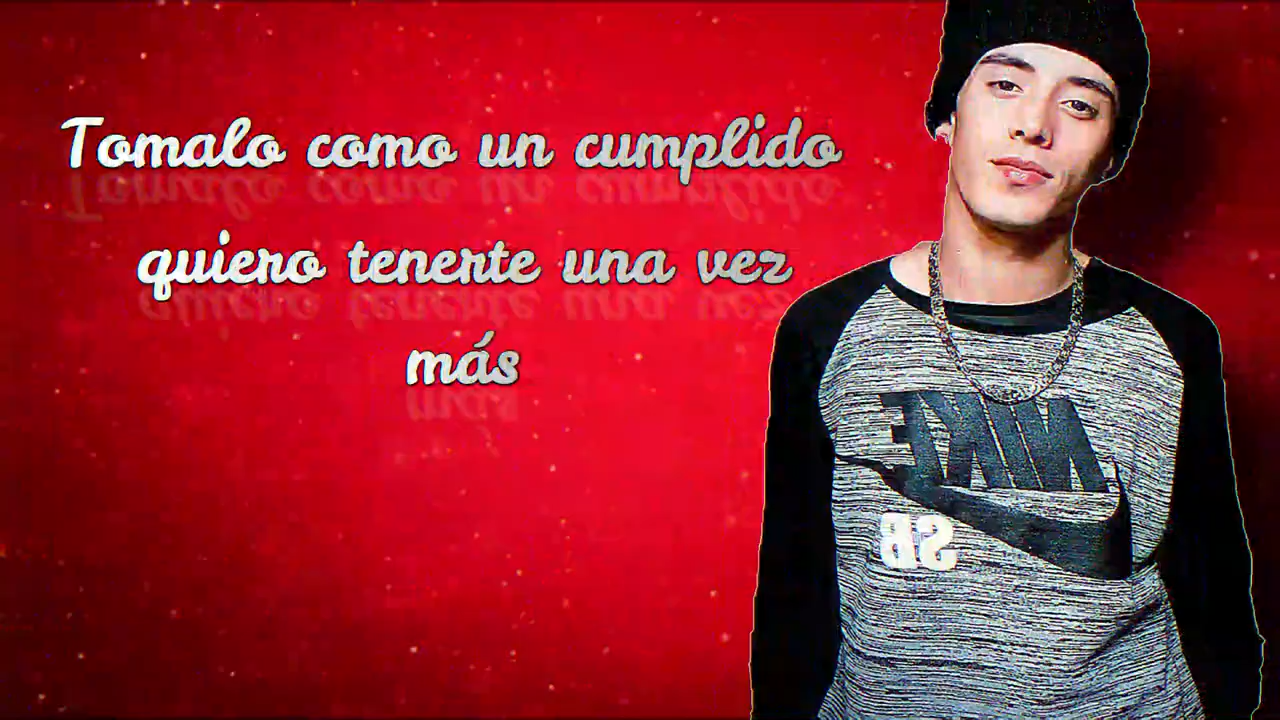 Tomalo como un cumplido
quiero tenerte una vez
más
NIKE
SB